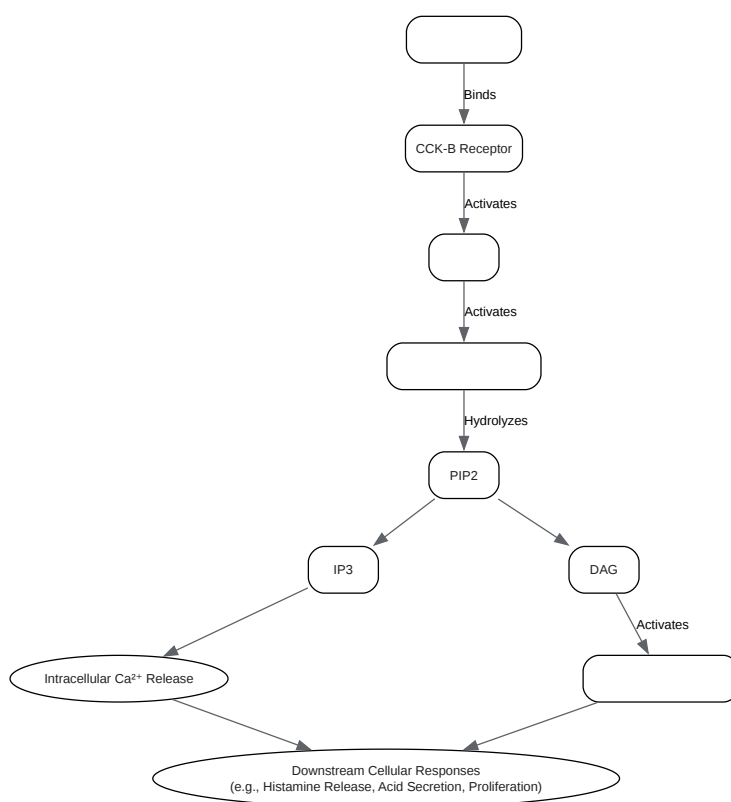 Binds
CCK-B Receptor
Activates
Activates
Hydrolyzes
PIP2
IP3
DAG
Activates
Intracellular Ca²⁺ Release
Downstream Cellular Responses
(e.g., Histamine Release, Acid Secretion, Proliferation)